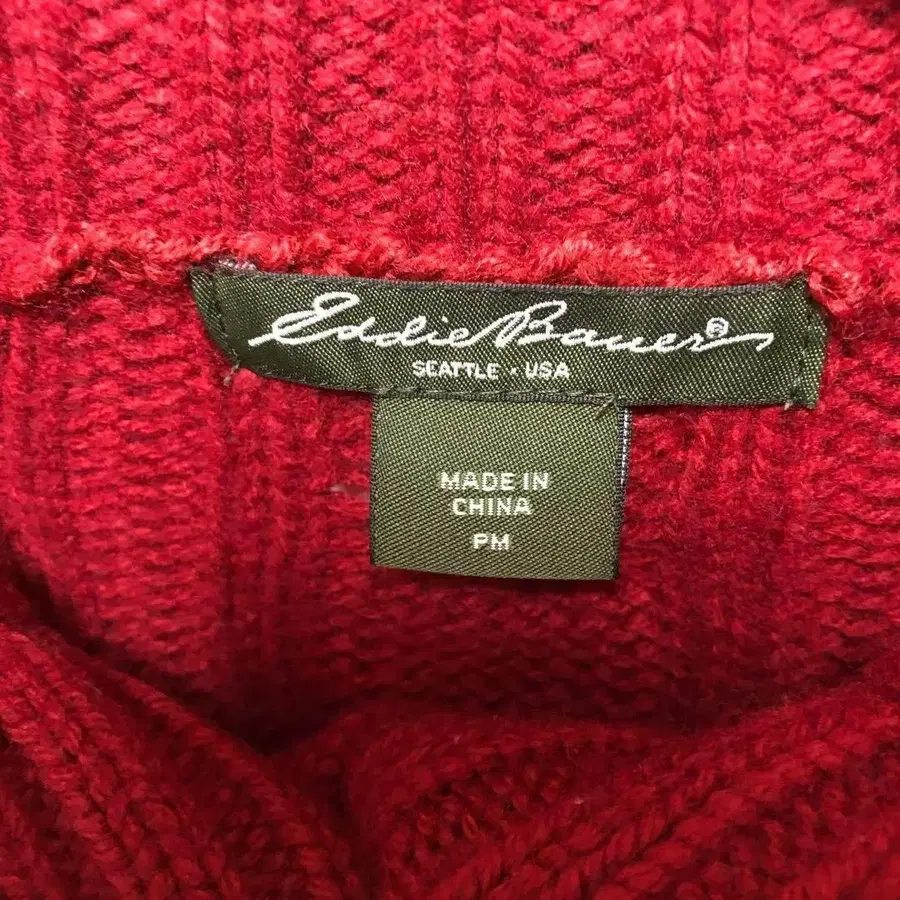 Eddie Bauer®
SEATTLE • USA
MADE IN
CHINA
PM